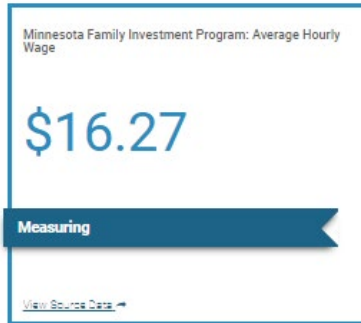 Minnesota Family Investment Program: Average Hourly
Wage
$16.27
Measuring
View Source Data